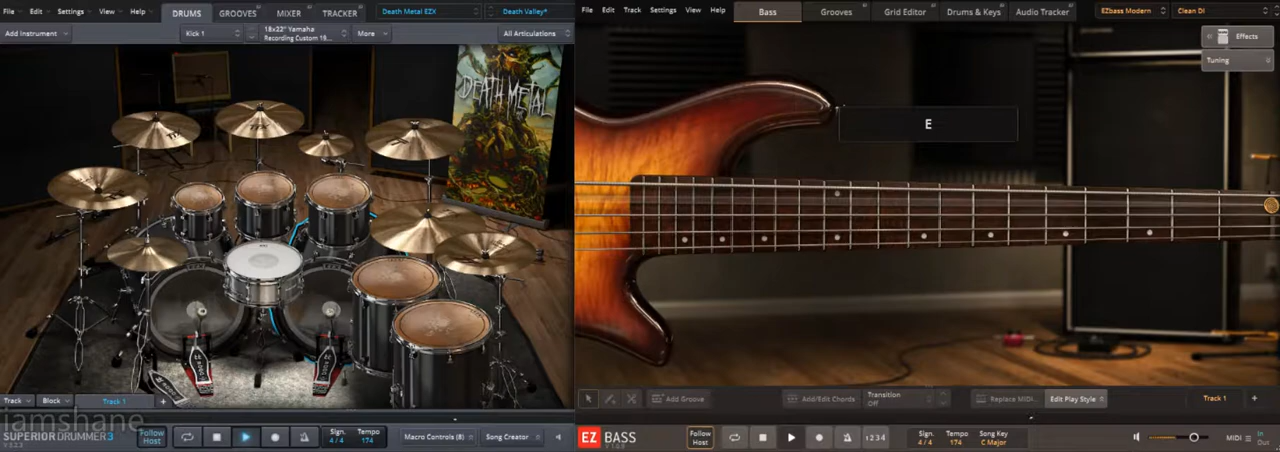 File Edit Settings View Help DRUMS GROOVES MIXER TRACKER Death Metal EZX Death Valley*
Add Instrument Kick 1 18x22" Yamaha More All Articulations
Recording Custom 19...
DEATH METAL
Track Block Track 1 +
iamshane
SUPERIOR DRUMMER 3 Follow Host Sign. 4/4 Tempo 174 Macro Controls (8) Song Creator
File Edit Track Settings View Help Bass Grooves Grid Editor Drums & Keys Audio Tracker EZbass Modern Clean DI
Effects
Tuning
E
Add Groove Add/Edit Chords Transition Off Replace MIDI... Edit Play Style Track 1 +
EZ BASS Follow Host 1 2 3 4 Sign. 4/4 Tempo 174 Song Key C Major MIDI In Out